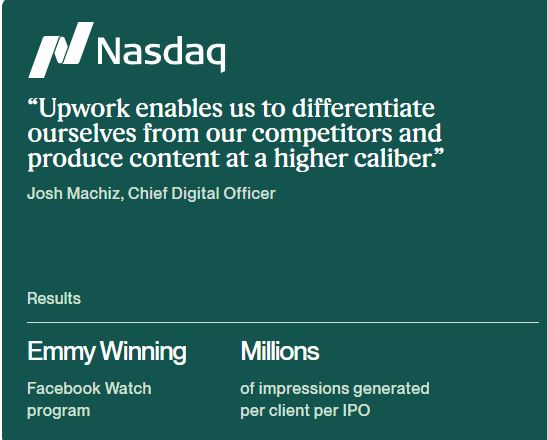 Nasdaq
“Upwork enables us to differentiate
ourselves from our competitors and
produce content at a higher caliber.”
Josh Machiz, Chief Digital Officer
Results
Emmy Winning
Facebook Watch
program
Millions
of impressions generated
per client per IPO